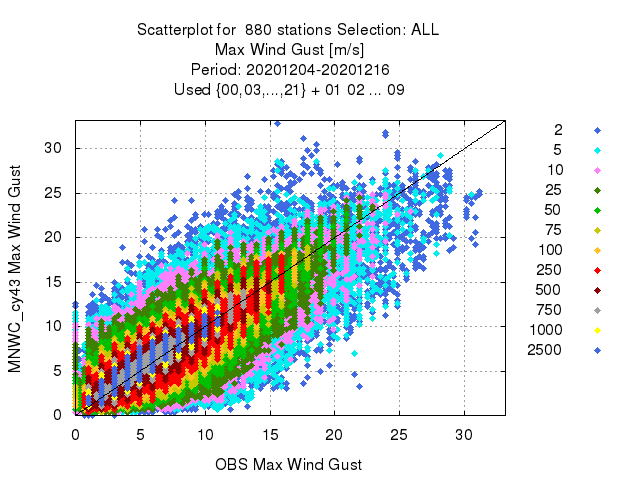 Scatterplot for 880 stations Selection: ALL
Max Wind Gust [m/s]
Period: 20201204-20201216
Used {00,03,...,21} + 01 02 ... 09
MNWC_cy43 Max Wind Gust
30
25
20
15
10
5
0
0 5 10 15 20 25 30
OBS Max Wind Gust
2
5
10
25
50
75
100
250
500
750
1000
2500